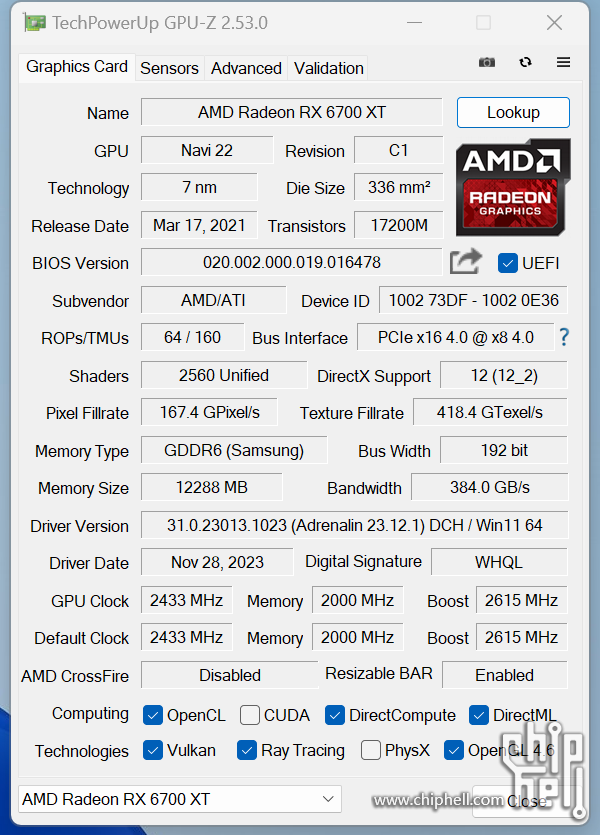 TechPowerUp GPU-Z 2.53.0
Graphics Card Sensors Advanced Validation
Name AMD Radeon RX 6700 XT Lookup
GPU Navi 22 Revision C1
AMD
RADEON
GRAPHICS
Technology 7 nm Die Size 336 mm²
Release Date Mar 17, 2021 Transistors 17200M
BIOS Version 020.002.000.019.016478 UEFI
Subvendor AMD/ATI Device ID 1002 73DF - 1002 0E36
ROPs/TMUs 64 / 160 Bus Interface PCIe x16 4.0 @ x8 4.0 ?
Shaders 2560 Unified DirectX Support 12 (12_2)
Pixel Fillrate 167.4 GPixel/s Texture Fillrate 418.4 GTexel/s
Memory Type GDDR6 (Samsung) Bus Width 192 bit
Memory Size 12288 MB Bandwidth 384.0 GB/s
Driver Version 31.0.23013.1023 (Adrenalin 23.12.1) DCH / Win11 64
Driver Date Nov 28, 2023 Digital Signature WHQL
GPU Clock 2433 MHz Memory 2000 MHz Boost 2615 MHz
Default Clock 2433 MHz Memory 2000 MHz Boost 2615 MHz
AMD CrossFire Disabled Resizable BAR Enabled
Computing OpenCL CUDA DirectCompute DirectML
Technologies Vulkan Ray Tracing PhysX OpenGL 4.6
AMD Radeon RX 6700 XT Close
www.chiphell.com
chip
hell